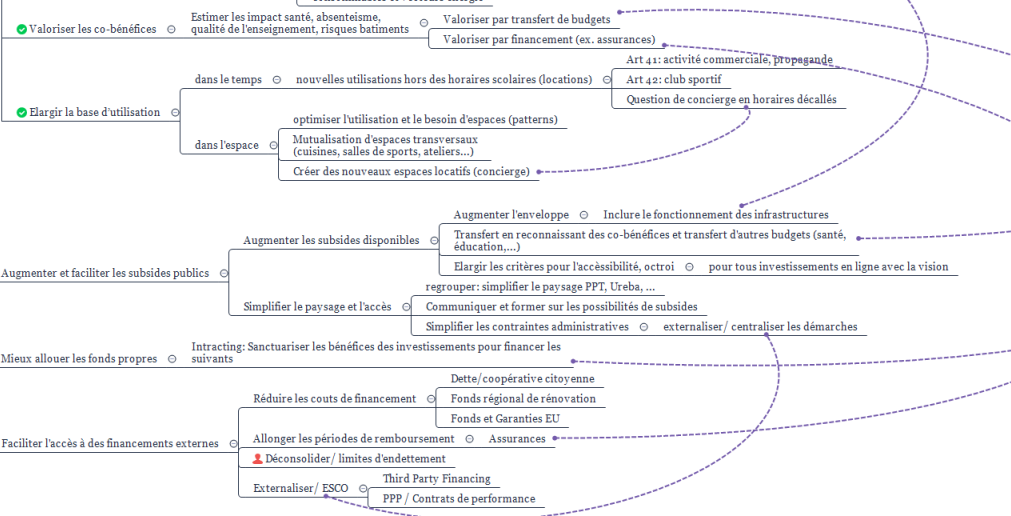 Valoriser les co-bénéfices
Estimer les impact santé, absenteisme,
qualité de l'enseignement, risques batiments
Valoriser par transfert de budgets
Valoriser par financement (ex. assurances)
Elargir la base d'utilisation
dans le temps
nouvelles utilisations hors des horaires scolaires (locations)
Art 41: activité commerciale, propagande
Art 42: club sportif
Question de concierge en horaires décallés
dans l'espace
optimiser l'utilisation et le besoin d'espaces (patterns)
Mutualisation d'espaces transversaux
(cuisines, salles de sports, ateliers...)
Créer des nouveaux espaces locatifs (concierge)
Augmenter et faciliter les subsides publics
Augmenter les subsides disponibles
Augmenter l'enveloppe
Inclure le fonctionnement des infrastructures
Transfert en reconnaissant des co-bénéfices et transfert d'autres budgets (santé,
éducation,...)
Elargir les critères pour l'accèssibilité, octroi
pour tous investissements en ligne avec la vision
Simplifier le paysage et l'accès
regrouper: simplifier le paysage PPT, Ureba, ...
Communiquer et former sur les possibilités de subsides
Simplifier les contraintes administratives
externaliser/ centraliser les démarches
Mieux allouer les fonds propres
Intracting: Sanctuariser les bénéfices des investissements pour financer les
suivants
Faciliter l'accès à des financements externes
Réduire les couts de financement
Dette/coopérative citoyenne
Fonds régional de rénovation
Fonds et Garanties EU
Allonger les périodes de remboursement
Assurances
Déconsolider/ limites d'endettement
Externaliser/ ESCO
Third Party Financing
PPP / Contrats de performance